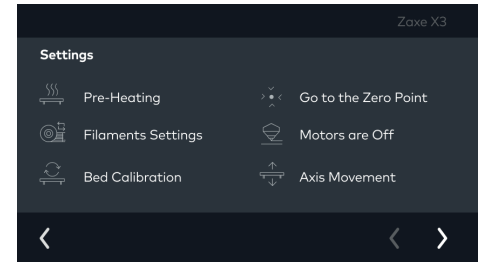 Zaxe X3
Settings
Pre-Heating
Go to the Zero Point
Filaments Settings
Motors are Off
Bed Calibration
Axis Movement